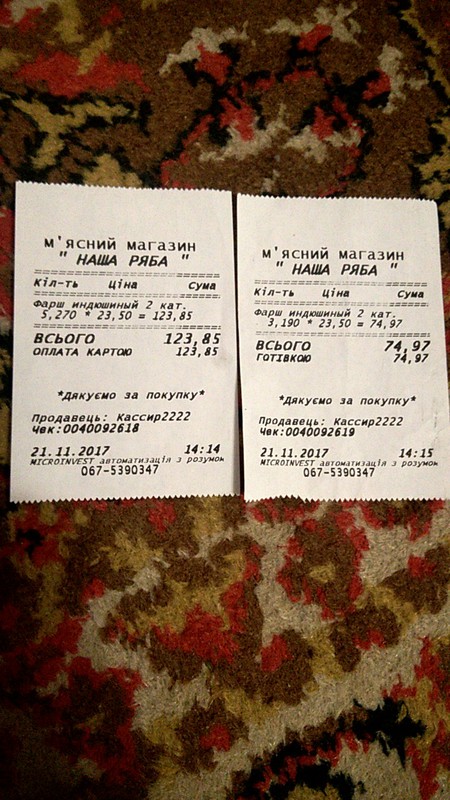 М'ясний магазин
" НАША РЯБА "
Кіл-ть Ціна Сума
Фарш индюшиный 2 кат.
5,270 * 23,50 = 123,85
ВСЬОГО 123,85
ОПЛАТА КАРТОЮ 123,85
*Дякуємо за покупку*
Продавець: Кассир2222
Чек:0040092618
21.11.2017 14:14
MICROINVEST автоматизація з розумом
067-5390347
М'ясний магазин
" НАША РЯБА "
Кіл-ть Ціна Сума
Фарш индюшиный 2 кат.
3,190 * 23,50 = 74,97
ВСЬОГО 74,97
ГОТІВКОЮ 74,97
*Дякуємо за покупку*
Продавець: Кассир2222
Чек:0040092619
21.11.2017 14:15
MICROINVEST автоматизація з розумом
067-5390347